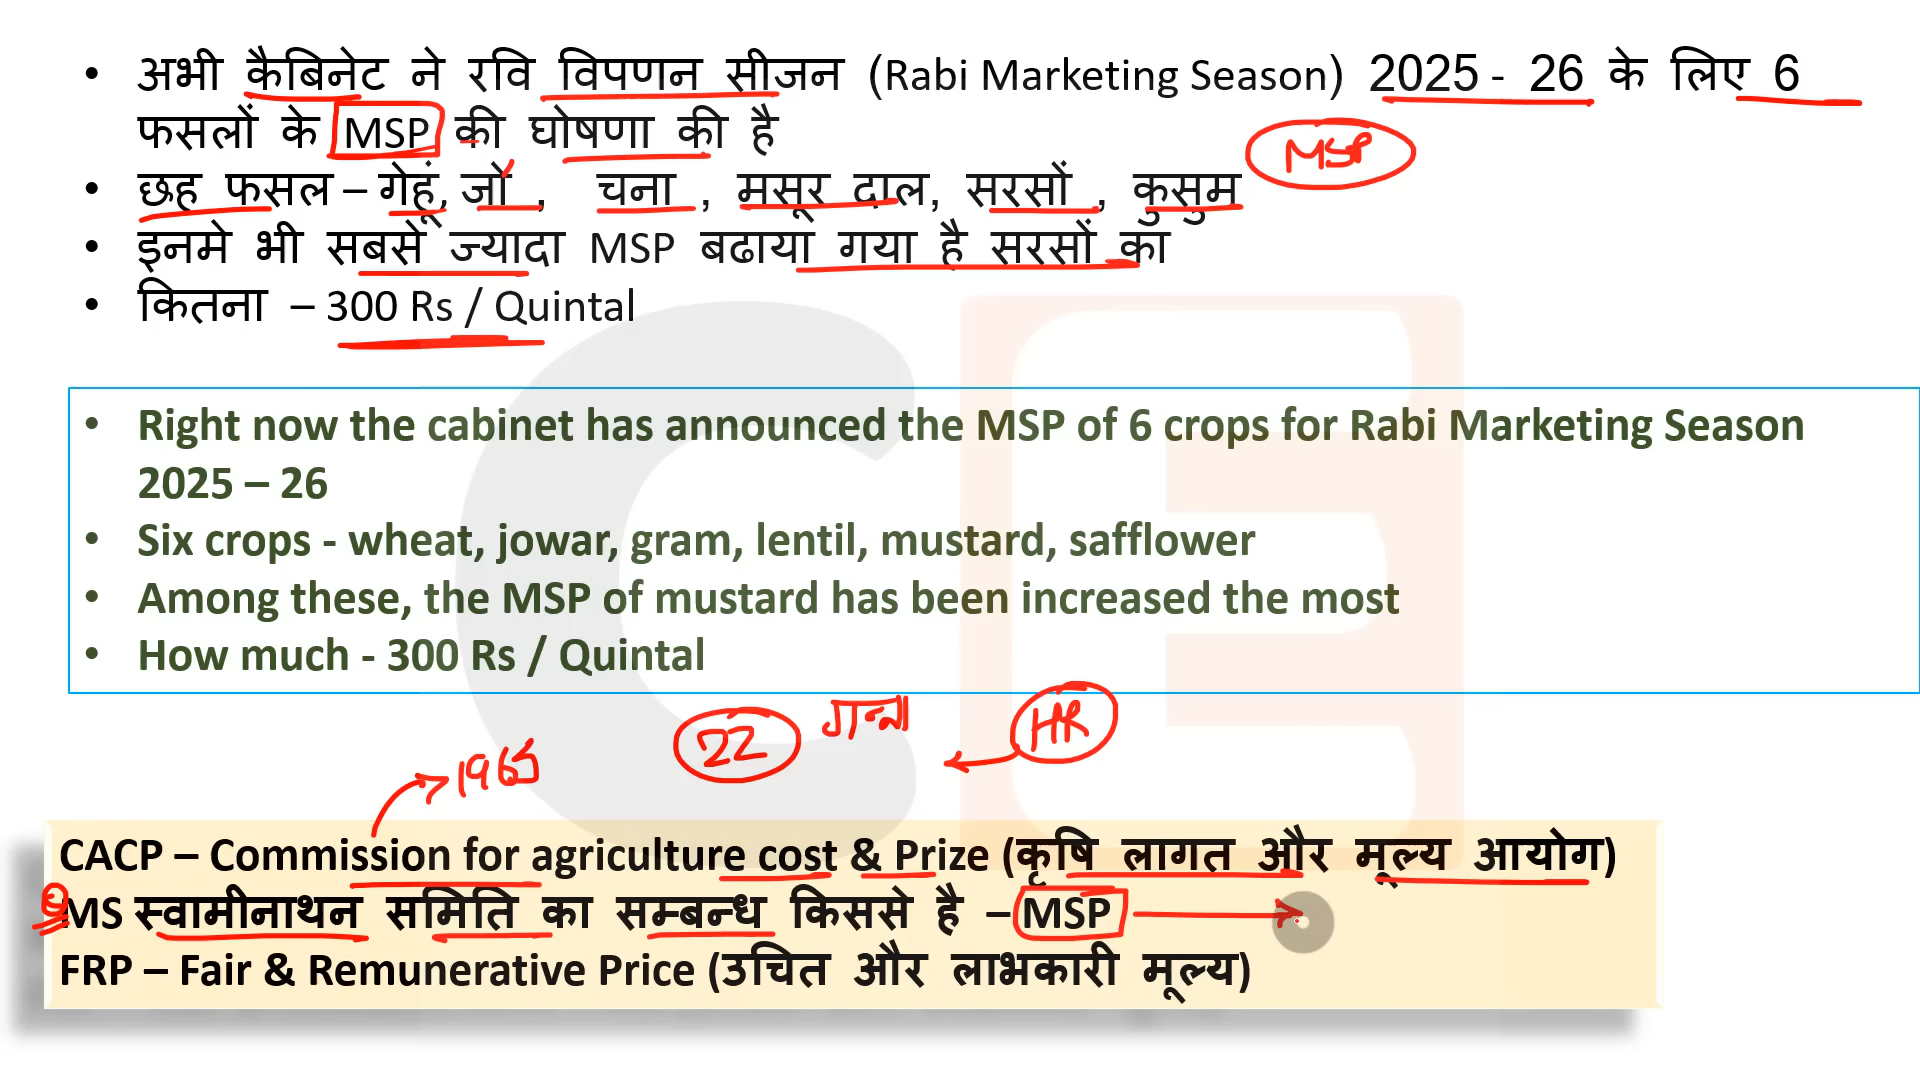 • अभी कैबिनेट ने रवि विपणन सीजन (Rabi Marketing Season) 2025 - 26 के लिए 6
फसलों के MSP की घोषणा की है
MSP
• छह फसल – गेहूं, जो , चना , मसूर दाल, सरसों , कुसुम
• इनमे भी सबसे ज्यादा MSP बढाया गया है सरसों का
• कितना – 300 Rs / Quintal
• Right now the cabinet has announced the MSP of 6 crops for Rabi Marketing Season
2025 – 26
• Six crops - wheat, jowar, gram, lentil, mustard, safflower
• Among these, the MSP of mustard has been increased the most
• How much - 300 Rs / Quintal
1965 22 गन्ना HR
CACP – Commission for agriculture cost & Prize (कृषि लागत और मूल्य आयोग)
MS स्वामीनाथन समिति का सम्बन्ध किससे है – MSP
FRP – Fair & Remunerative Price (उचित और लाभकारी मूल्य)
CE